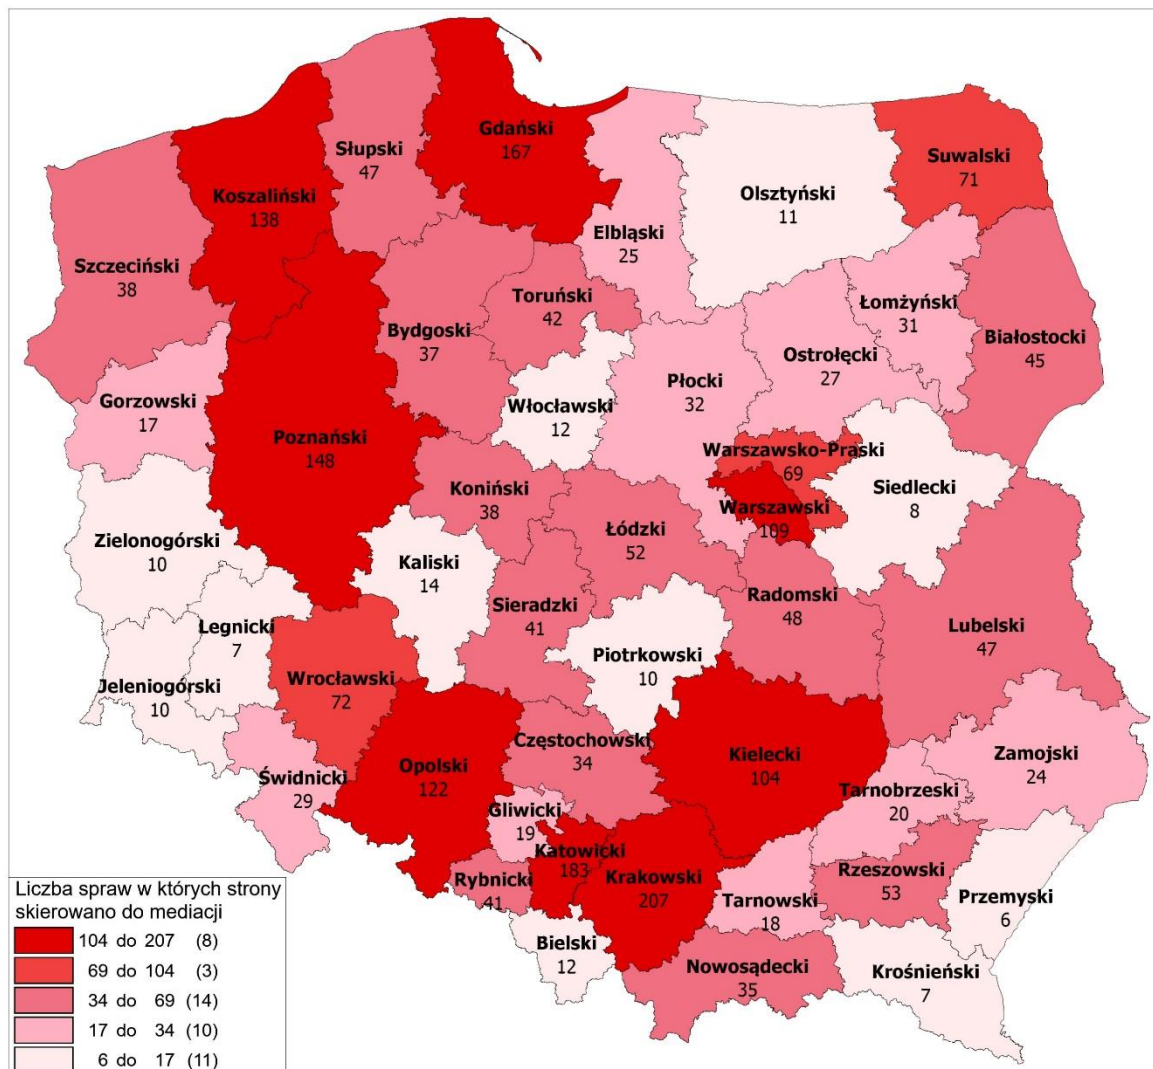 Gdański
167
Słupski
47
Suwalski
71
Koszaliński
138
Olsztyński
11
Elbląski
25
Szczeciński
38
Toruński
42
Łomżyński
31
Bydgoski
37
Białostocki
45
Ostrołęcki
27
Płocki
32
Gorzowski
17
Włocławski
12
Poznański
148
Warszawsko-Praski
69
Koniński
38
Siedlecki
8
Warszawski
109
Łódzki
52
Zielonogórski
10
Kaliski
14
Radomski
48
Sieradzki
41
Legnicki
7
Lubelski
47
Piotrkowski
10
Wrocławski
72
Jeleniogórski
10
Częstochowski
34
Kielecki
104
Zamojski
24
Opolski
122
Świdnicki
29
Tarnobrzeski
20
Gliwicki
19
Katowicki
183
Rzeszowski
53
Krakowski
207
Rybnicki
41
Przemyski
6
Tarnowski
18
Bielski
12
Nowosądecki
35
Krośnieński
7
Liczba spraw w których strony
skierowano do mediacji
104 do 207 (8)
69 do 104 (3)
34 do 69 (14)
17 do 34 (10)
6 do 17 (11)